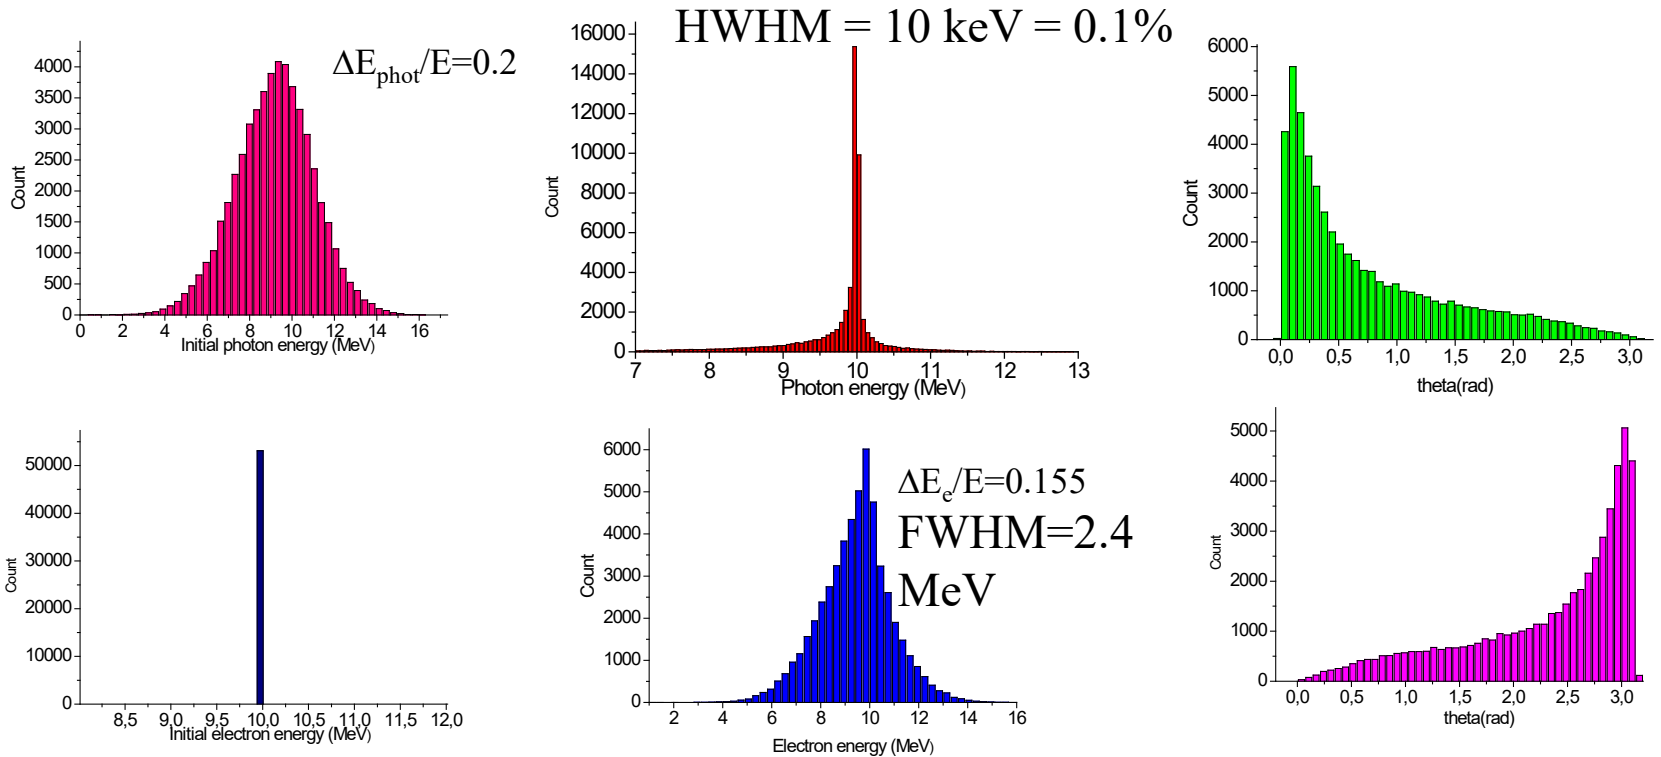 ΔEphot/E=0.2
4000
3500
3000
2500
2000
1500
1000
500
0
Count
0 2 4 6 8 10 12 14 16
Initial photon energy (MeV)
HWHM = 10 keV = 0.1%
16000
14000
12000
10000
8000
6000
4000
2000
0
Count
7 8 9 10 11 12 13
Photon energy (MeV)
6000
5000
4000
3000
2000
1000
0
Count
0,0 0,5 1,0 1,5 2,0 2,5 3,0
theta(rad)
50000
40000
30000
20000
10000
0
Count
8,5 9,0 9,5 10,0 10,5 11,0 11,5 12,0
Initial electron energy (MeV)
ΔEe/E=0.155
FWHM=2.4
MeV
6000
5000
4000
3000
2000
1000
0
Count
2 4 6 8 10 12 14 16
Electron energy (MeV)
5000
4000
3000
2000
1000
0
Count
0,0 0,5 1,0 1,5 2,0 2,5 3,0
theta(rad)